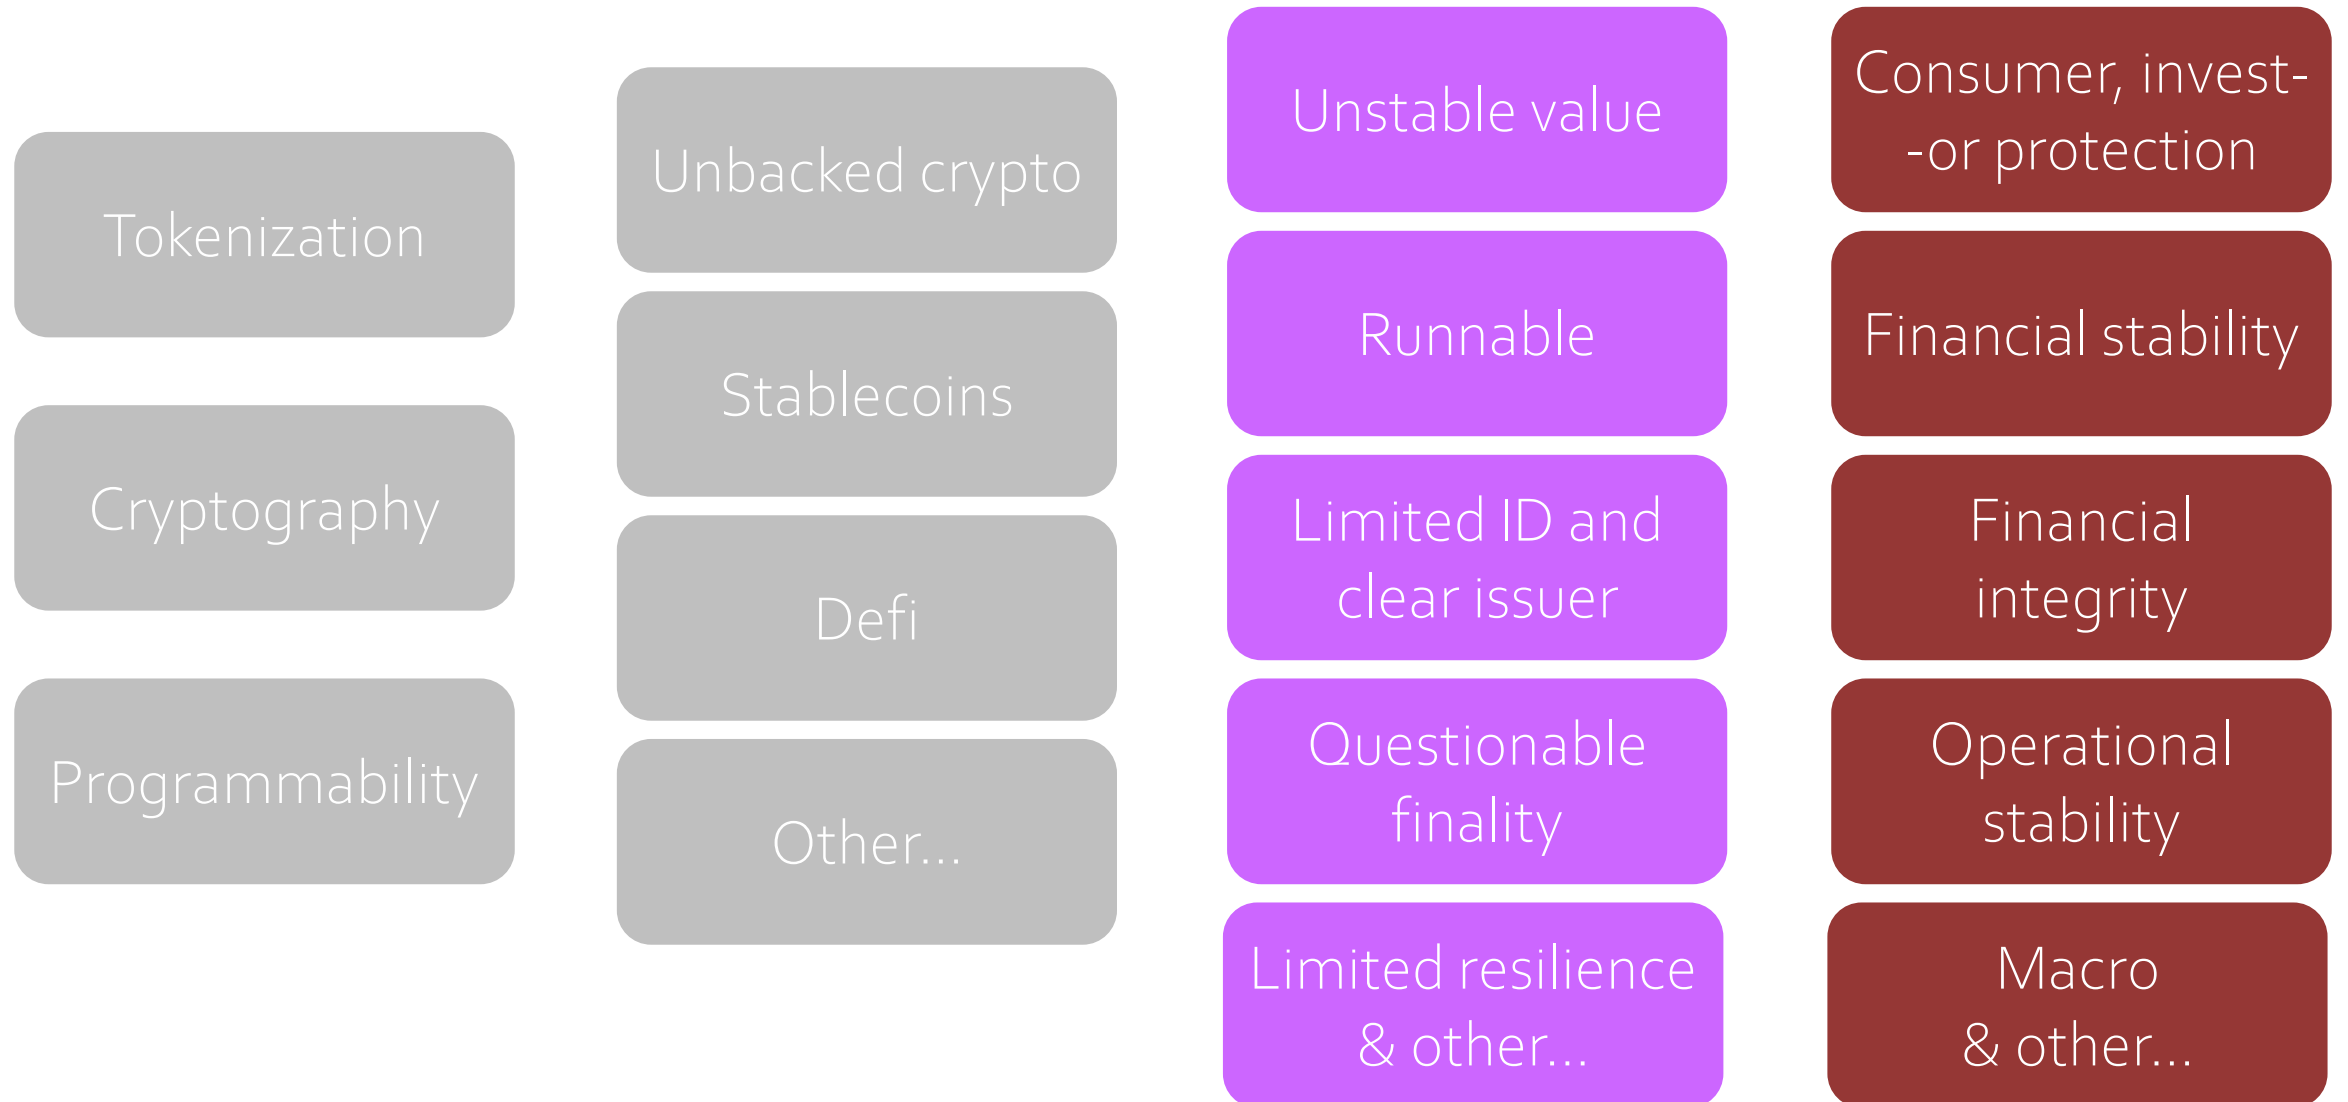 Tokenization
Cryptography
Programmability
Unbacked crypto
Stablecoins
Defi
Other...
Unstable value
Runnable
Limited ID and
clear issuer
Questionable
finality
Limited resilience
& other...
Consumer, invest-
-or protection
Financial stability
Financial
integrity
Operational
stability
Macro
& other...